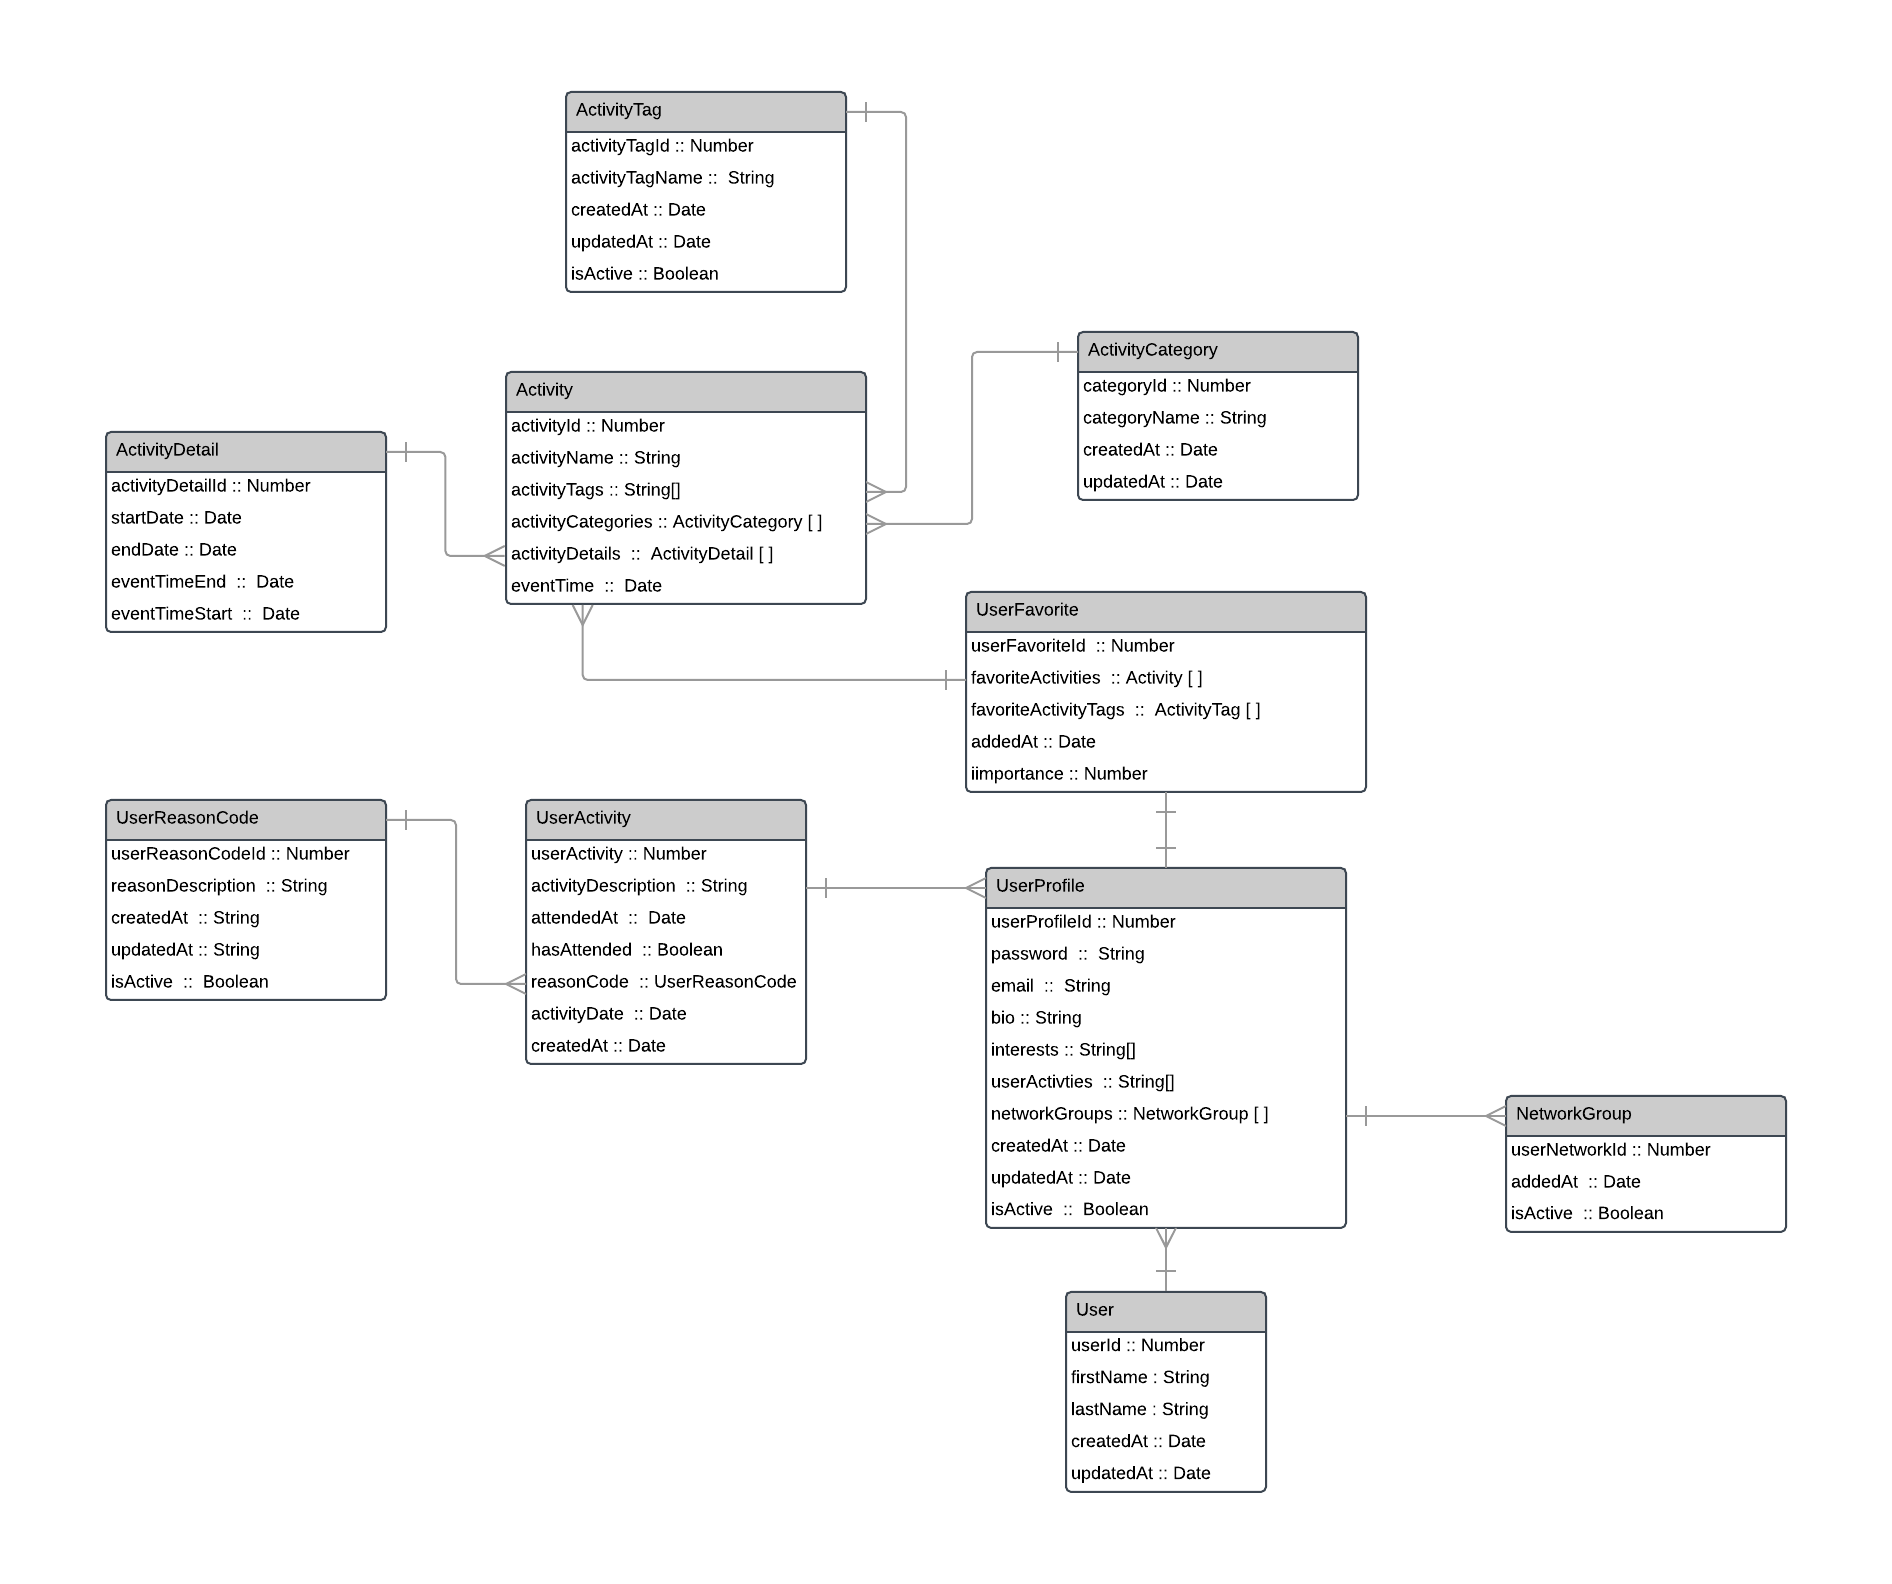 ActivityTag
activityTagId :: Number
activityTagName ::  String
createdAt :: Date
updatedAt :: Date
isActive :: Boolean
ActivityCategory
categoryId :: Number
categoryName :: String
createdAt :: Date
updatedAt :: Date
Activity
activityId :: Number
activityName :: String
activityTags :: String[]
activityCategories :: ActivityCategory [ ]
activityDetails  ::  ActivityDetail [ ]
eventTime  ::  Date
ActivityDetail
activityDetailId :: Number
startDate :: Date
endDate :: Date
eventTimeEnd  ::  Date
eventTimeStart  ::  Date
UserFavorite
userFavoriteId  :: Number
favoriteActivities  :: Activity [ ]
favoriteActivityTags  ::  ActivityTag [ ]
addedAt :: Date
iimportance :: Number
UserReasonCode
userReasonCodeId :: Number
reasonDescription  :: String
createdAt  :: String
updatedAt :: String
isActive  ::  Boolean
UserActivity
userActivity :: Number
activityDescription  :: String
attendedAt  ::  Date
hasAttended  :: Boolean
reasonCode  :: UserReasonCode
activityDate  :: Date
createdAt :: Date
UserProfile
userProfileId :: Number
password  ::  String
email  ::  String
bio :: String
interests :: String[]
userActivties  :: String[]
networkGroups :: NetworkGroup [ ]
createdAt :: Date
updatedAt :: Date
isActive  ::  Boolean
NetworkGroup
userNetworkId :: Number
addedAt  :: Date
isActive  :: Boolean
User
userId :: Number
firstName : String
lastName : String
createdAt :: Date
updatedAt :: Date